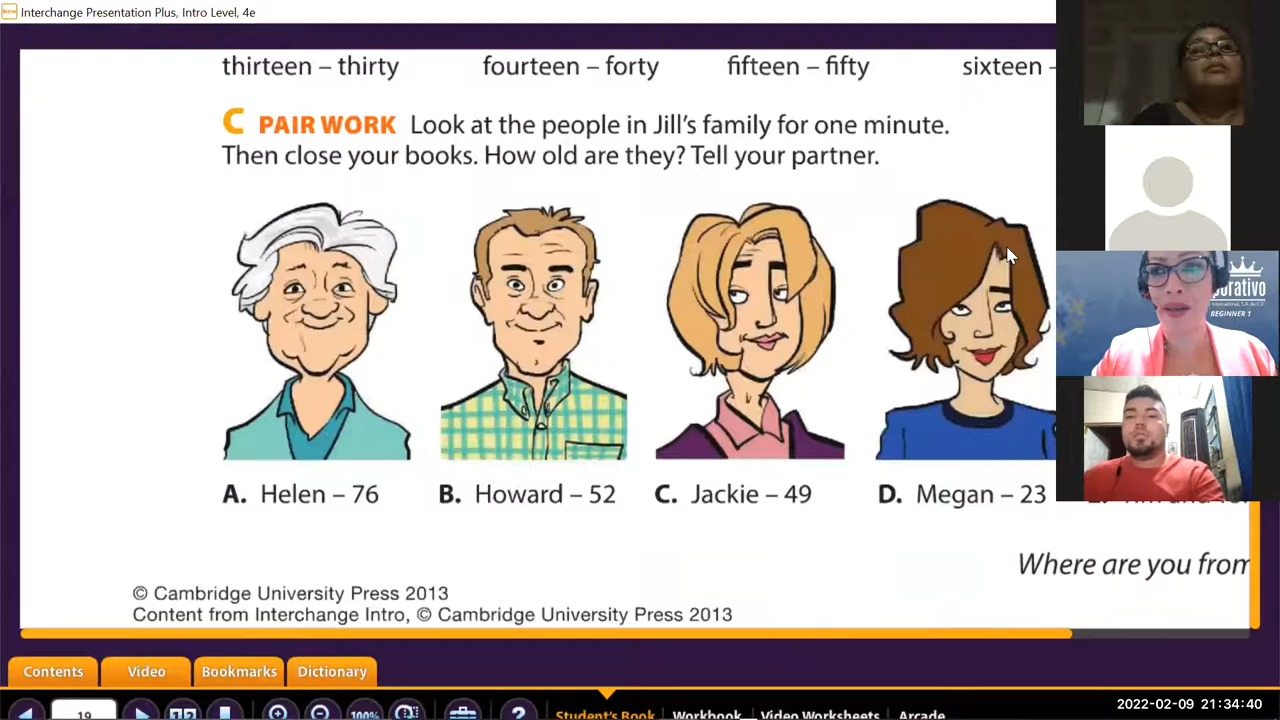 Interchange Presentation Plus, Intro Level, 4e
thirteen – thirty fourteen – forty fifteen – fifty sixteen –
C PAIR WORK Look at the people in Jill's family for one minute.
Then close your books. How old are they? Tell your partner.
A. Helen – 76 B. Howard – 52 C. Jackie – 49 D. Megan – 23
Where are you from
© Cambridge University Press 2013
Content from Interchange Intro, © Cambridge University Press 2013
porativo
International, S.A. de C.V.
BEGINNER 1
Contents Video Bookmarks Dictionary
19 100% ? Student's Book Workbook Video Worksheets Arcade
2022-02-09 21:34:40